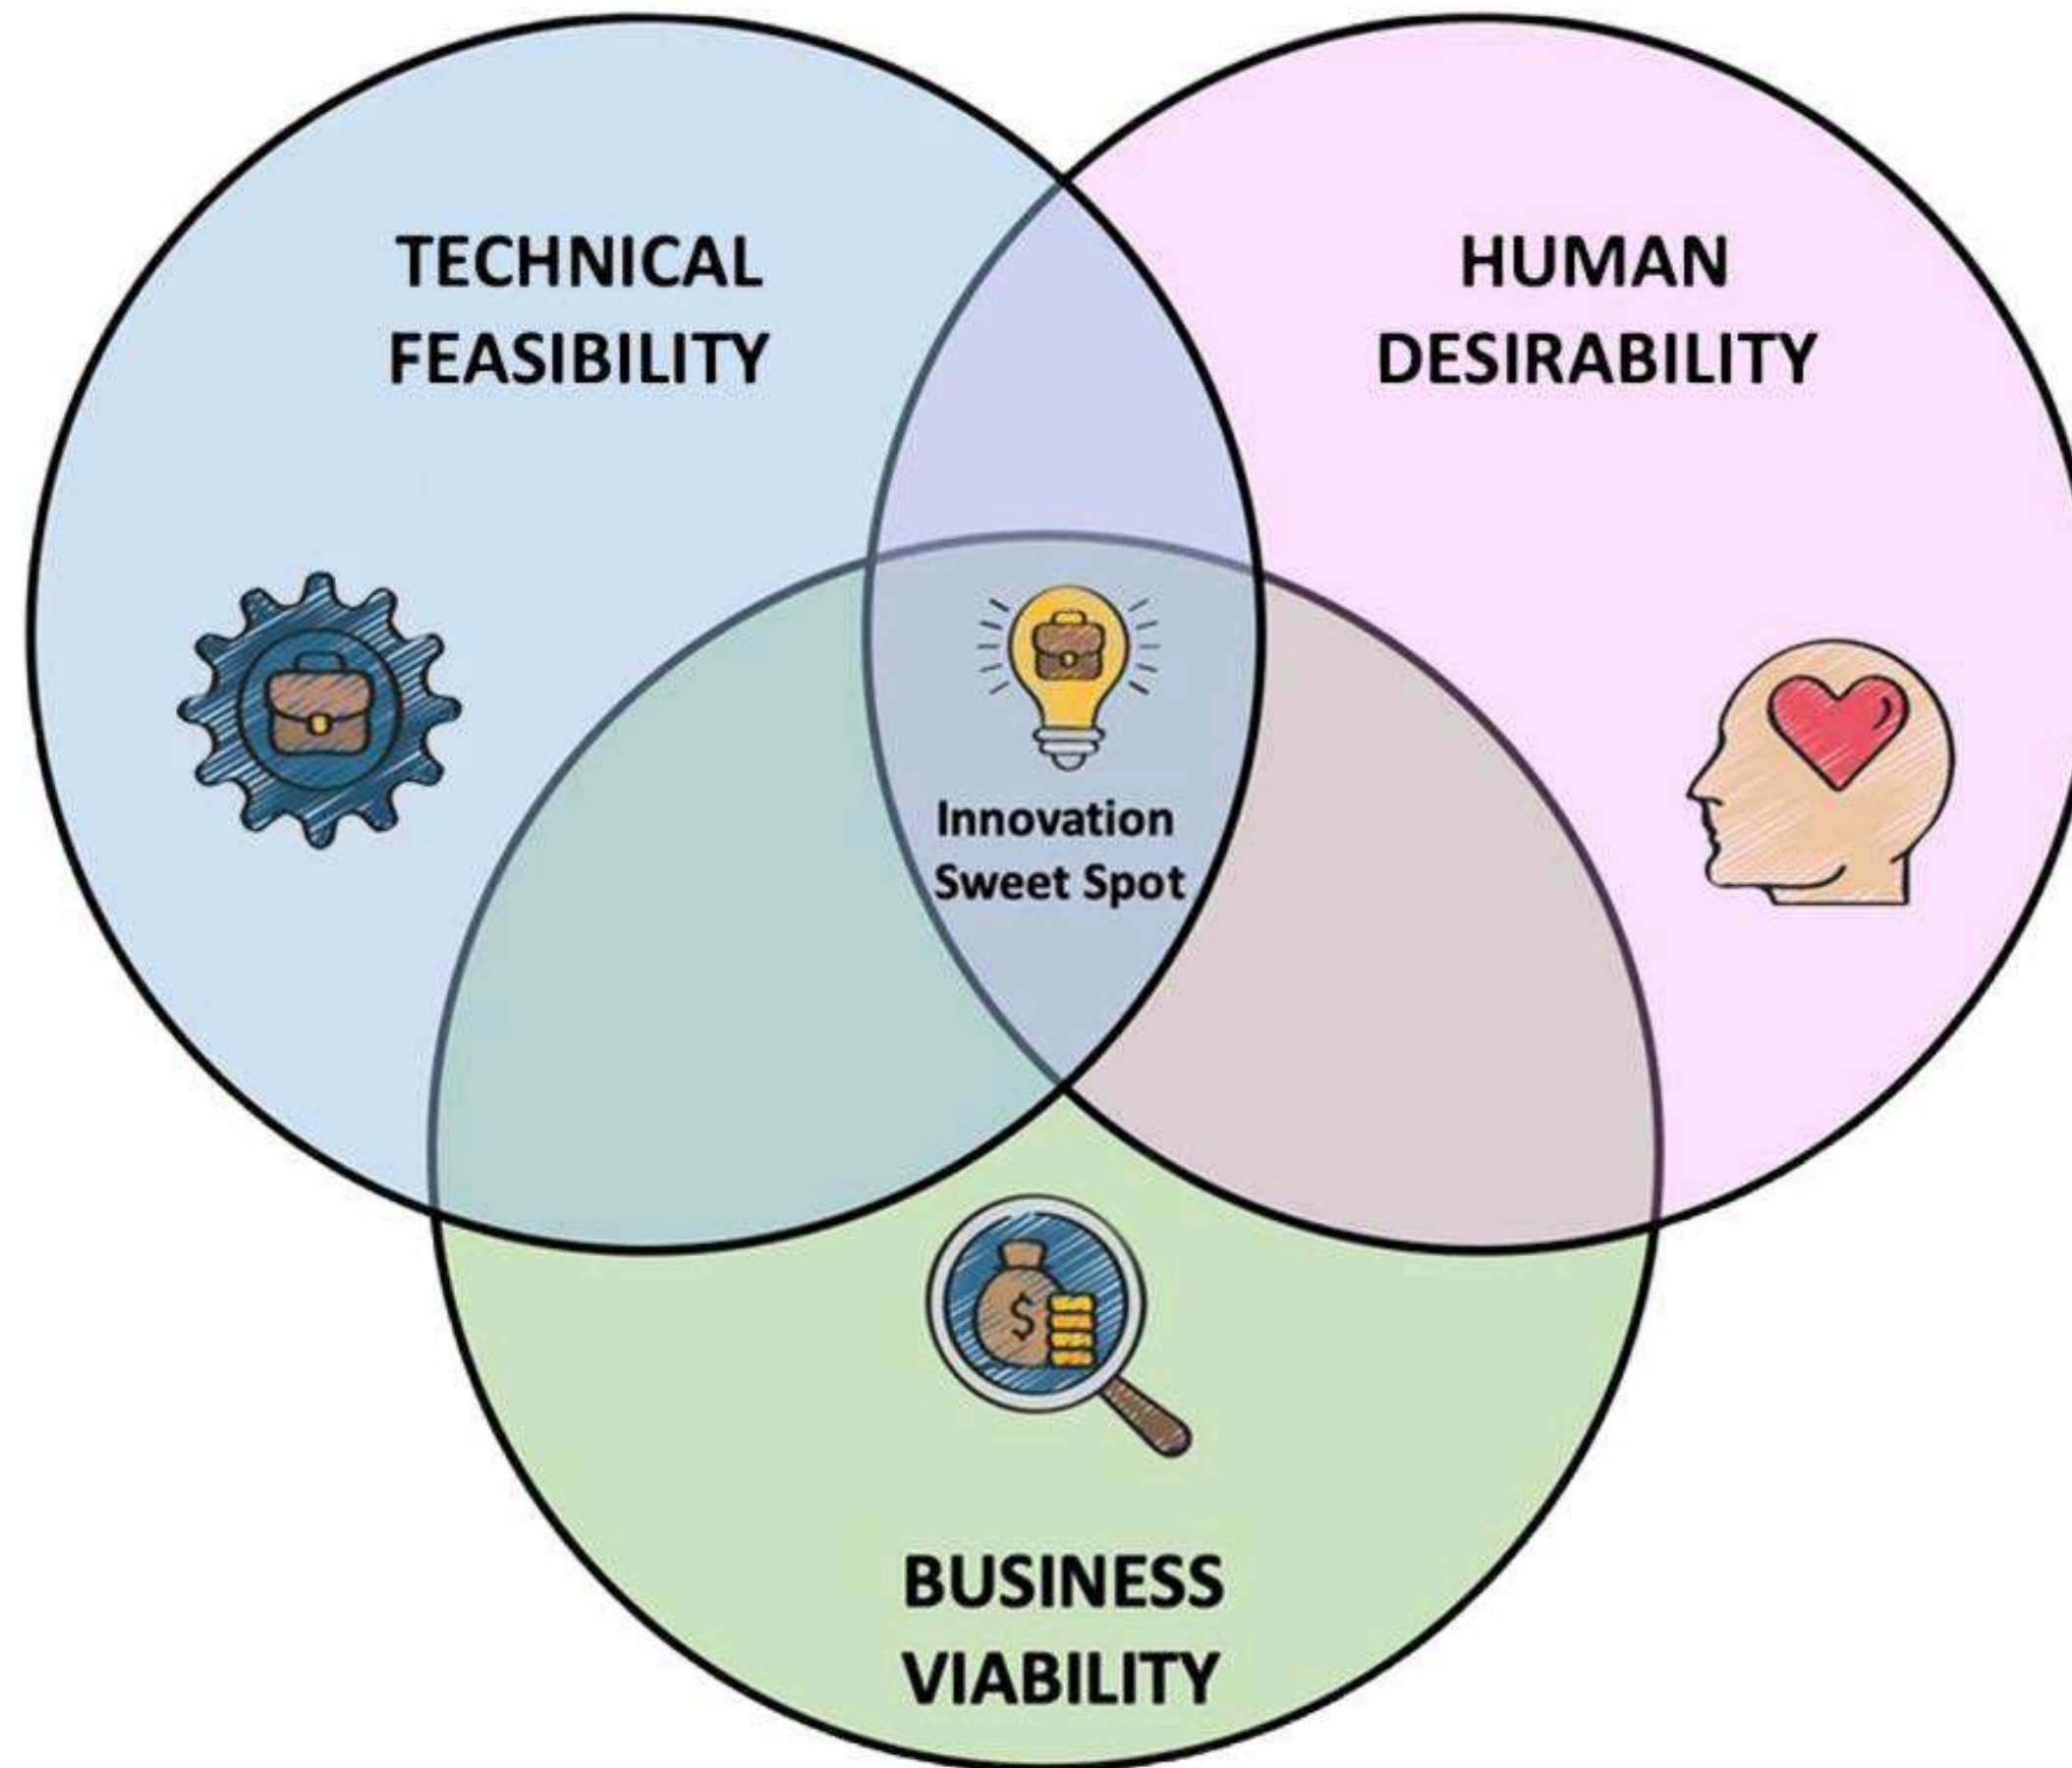 TECHNICAL
FEASIBILITY
HUMAN
DESIRABILITY
Innovation
Sweet Spot
$
BUSINESS
VIABILITY